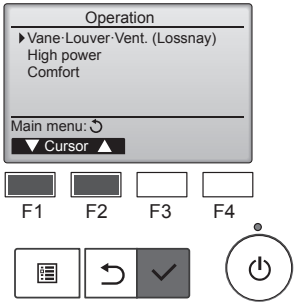 Operation
Vane·Louver·Vent. (Lossnay)
High power
Comfort
Main menu:
Cursor
F1 F2 F3 F4